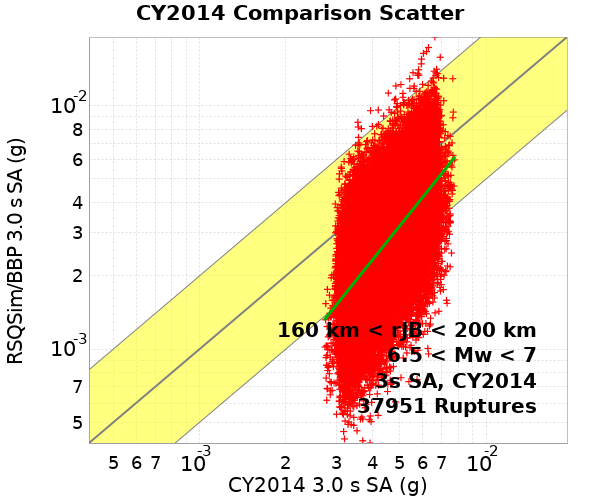 CY2014 Comparison Scatter
RSQSim/BBP 3.0 s SA (g)
10-2
8
6
4
3
2
10-3
7
5
160 km < rJB < 200 km
6.5 < Mw < 7
3s SA, CY2014
37951 Ruptures
5 6 7 10-3 2 3 4 5 6 7 10-2
CY2014 3.0 s SA (g)